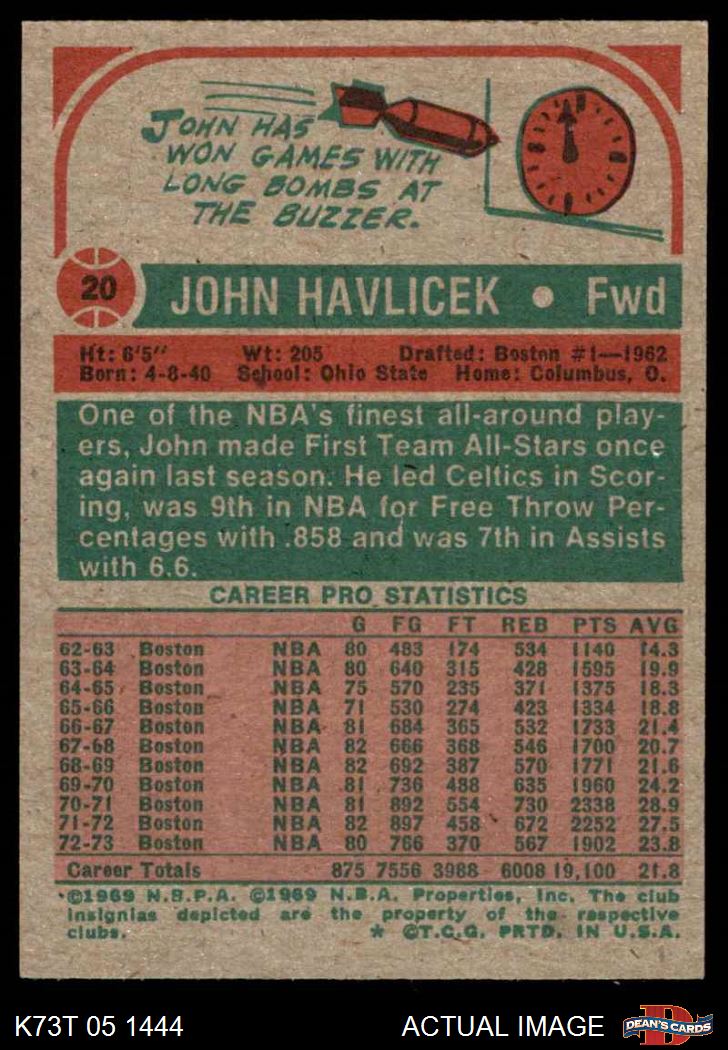 JOHN HAS
WON GAMES WITH
LONG BOMBS AT
THE BUZZER.
20 JOHN HAVLICEK • Fwd
Ht: 6'5" Wt: 205 Drafted: Boston #1—1962
Born: 4-8-40 School: Ohio State Home: Columbus, O.
One of the NBA's finest all-around play-
ers, John made First Team All-Stars once
again last season. He led Celtics in Scor-
ing, was 9th in NBA for Free Throw Per-
centages with .858 and was 7th in Assists
with 6.6.
CAREER PRO STATISTICS
G FG FT REB PTS AVG
62-63 Boston NBA 80 483 174 534 1140 14.3
63-64 Boston NBA 80 640 315 428 1595 19.9
64-65 Boston NBA 75 570 235 371 1375 18.3
65-66 Boston NBA 71 530 274 423 1334 18.8
66-67 Boston NBA 81 684 365 532 1733 21.4
67-68 Boston NBA 82 666 368 546 1700 20.7
68-69 Boston NBA 82 692 387 570 1771 21.6
69-70 Boston NBA 81 736 488 635 1960 24.2
70-71 Boston NBA 81 892 554 730 2338 28.9
71-72 Boston NBA 82 897 458 672 2252 27.5
72-73 Boston NBA 80 766 370 567 1902 23.8
Career Totals 875 7556 3988 6008 19,100 21.8
©1969 N.B.P.A. ©1969 N.B.A. Properties, Inc. The club
insignias depicted are the property of the respective
clubs. * ©T.C.G. PRTD. IN U.S.A.
K73T 05 1444 ACTUAL IMAGE D DEAN'S CARDS